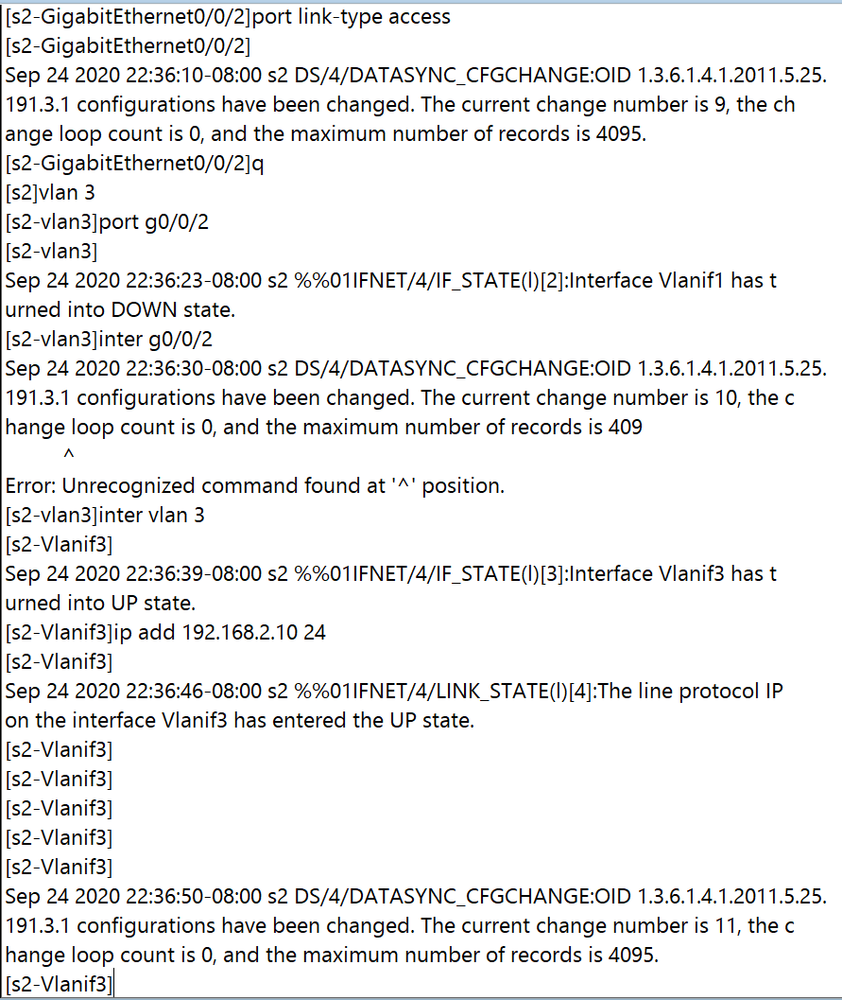 [s2-GigabitEthernet0/0/2]port link-type access
[s2-GigabitEthernet0/0/2]
Sep 24 2020 22:36:10-08:00 s2 DS/4/DATASYNC_CFGCHANGE:OID 1.3.6.1.4.1.2011.5.25.
191.3.1 configurations have been changed. The current change number is 9, the ch
ange loop count is 0, and the maximum number of records is 4095.
[s2-GigabitEthernet0/0/2]q
[s2]vlan 3
[s2-vlan3]port g0/0/2
[s2-vlan3]
Sep 24 2020 22:36:23-08:00 s2 %%01IFNET/4/IF_STATE(l)[2]:Interface Vlanif1 has t
urned into DOWN state.
[s2-vlan3]inter g0/0/2
Sep 24 2020 22:36:30-08:00 s2 DS/4/DATASYNC_CFGCHANGE:OID 1.3.6.1.4.1.2011.5.25.
191.3.1 configurations have been changed. The current change number is 10, the c
hange loop count is 0, and the maximum number of records is 409
^
Error: Unrecognized command found at '^' position.
[s2-vlan3]inter vlan 3
[s2-Vlanif3]
Sep 24 2020 22:36:39-08:00 s2 %%01IFNET/4/IF_STATE(l)[3]:Interface Vlanif3 has t
urned into UP state.
[s2-Vlanif3]ip add 192.168.2.10 24
[s2-Vlanif3]
Sep 24 2020 22:36:46-08:00 s2 %%01IFNET/4/LINK_STATE(l)[4]:The line protocol IP
on the interface Vlanif3 has entered the UP state.
[s2-Vlanif3]
[s2-Vlanif3]
[s2-Vlanif3]
[s2-Vlanif3]
[s2-Vlanif3]
Sep 24 2020 22:36:50-08:00 s2 DS/4/DATASYNC_CFGCHANGE:OID 1.3.6.1.4.1.2011.5.25.
191.3.1 configurations have been changed. The current change number is 11, the c
hange loop count is 0, and the maximum number of records is 4095.
[s2-Vlanif3]